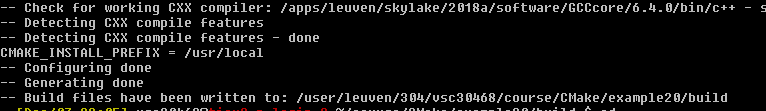 -- Check for working CXX compiler: /apps/leuven/skylake/2018a/software/GCCcore/6.4.0/bin/c++ - s
-- Detecting CXX compile features
-- Detecting CXX compile features - done
CMAKE_INSTALL_PREFIX = /usr/local
-- Configuring done
-- Generating done
-- Build files have been written to: /user/leuven/304/vsc30468/course/CMake/example20/build